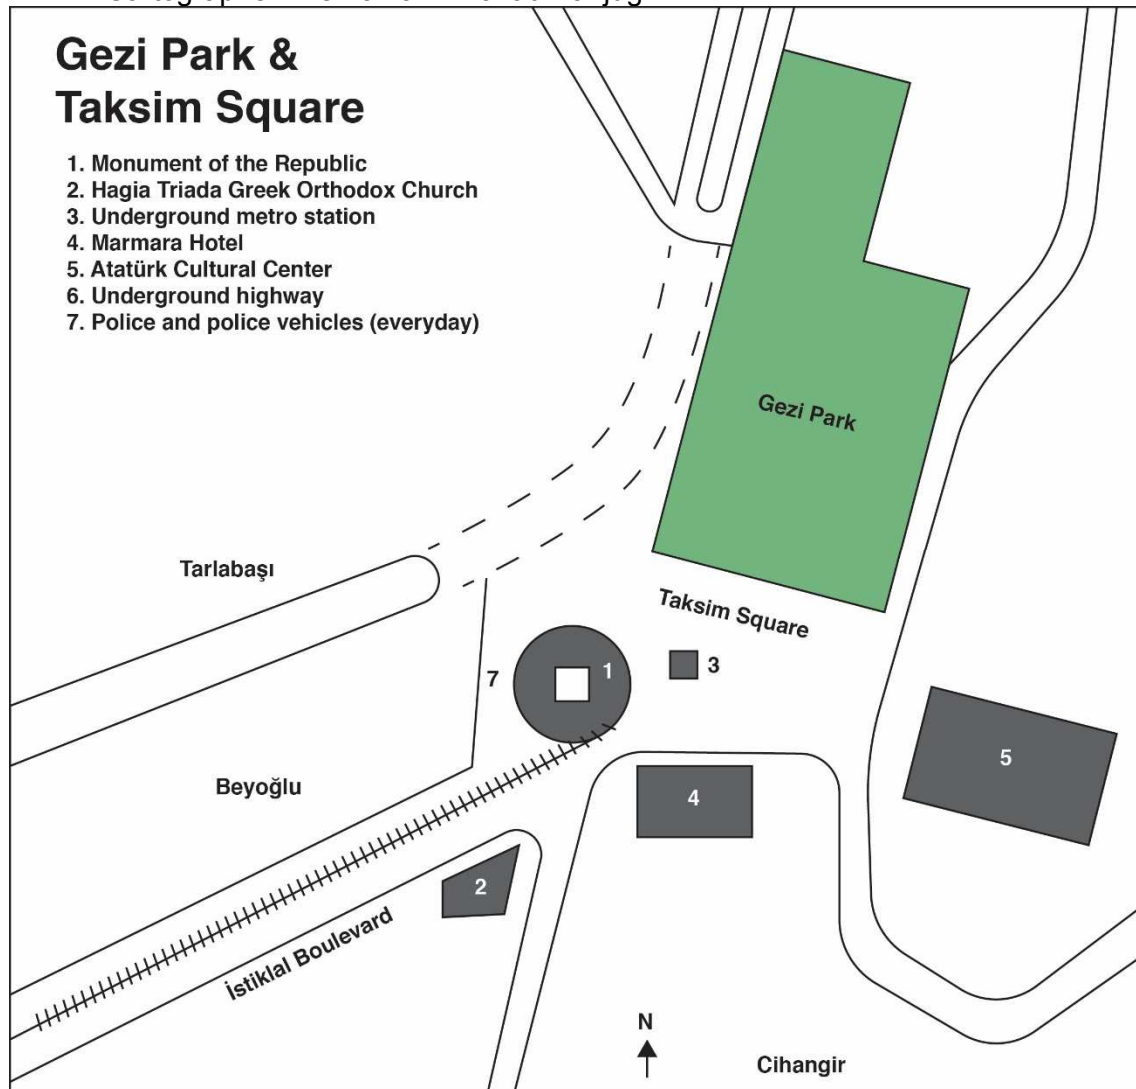 Gezi Park &
Taksim Square
1. Monument of the Republic
2. Hagia Triada Greek Orthodox Church
3. Underground metro station
4. Marmara Hotel
5. Atatürk Cultural Center
6. Underground highway
7. Police and police vehicles (everyday)
Gezi Park
Tarlabaşı
Taksim Square
7
1
3
Beyoğlu
4
5
2
İstiklal Boulevard
N
Cihangir